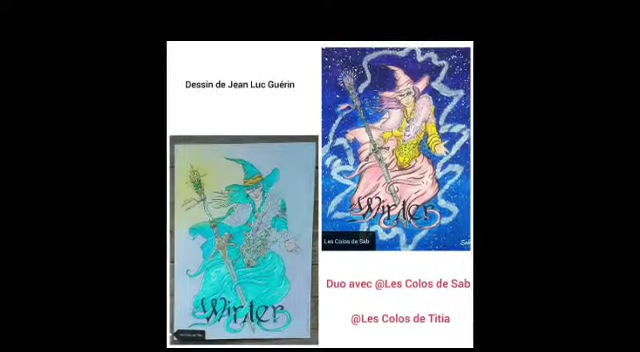 Dessin de Jean Luc Guérin
Winter
Les Colos de Sab
Sab
Winter
Duo avec @Les Colos de Sab
@Les Colos de Titia